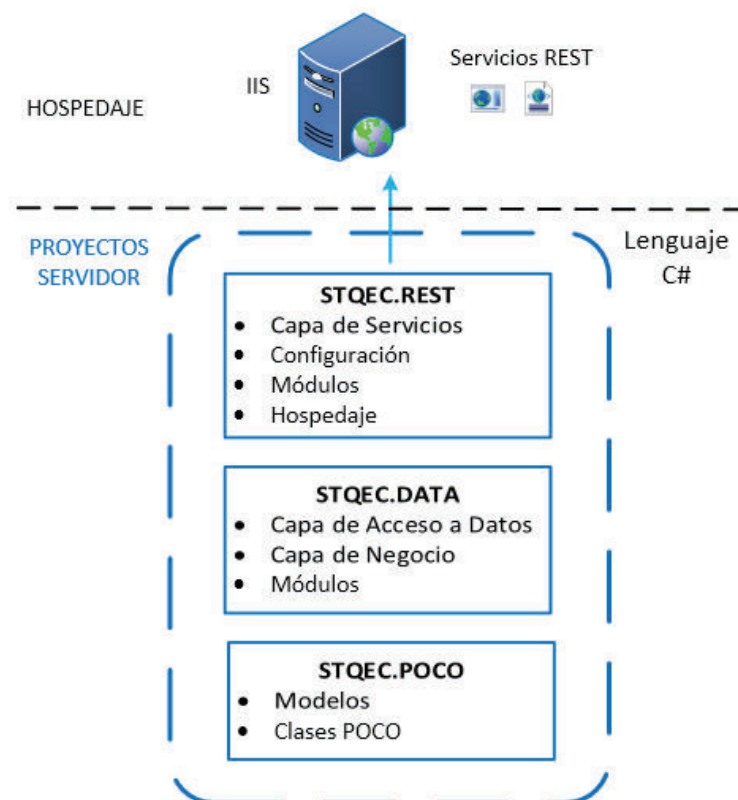 Servicios REST
IIS
HOSPEDAJE
PROYECTOS
SERVIDOR
Lenguaje
C#
STQEC.REST
• Capa de Servicios
• Configuración
• Módulos
• Hospedaje
STQEC.DATA
• Capa de Acceso a Datos
• Capa de Negocio
• Módulos
STQEC.POCO
• Modelos
• Clases POCO